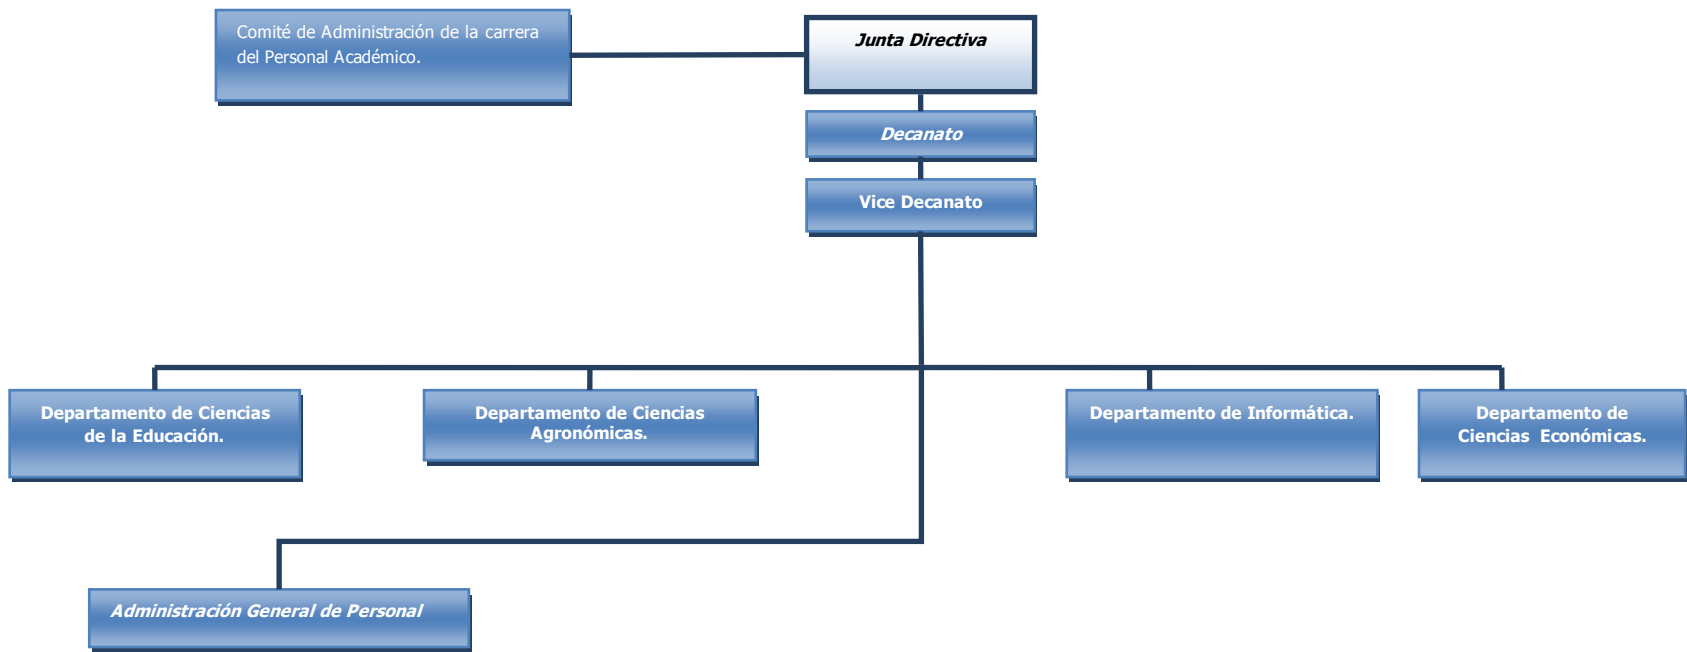 Comité de Administración de la carrera
del Personal Académico.
Junta Directiva
Decanato
Vice Decanato
Departamento de Ciencias
de la Educación.
Departamento de Ciencias
Agronómicas.
Departamento de Informática.
Departamento de
Ciencias Económicas.
Administración General de Personal